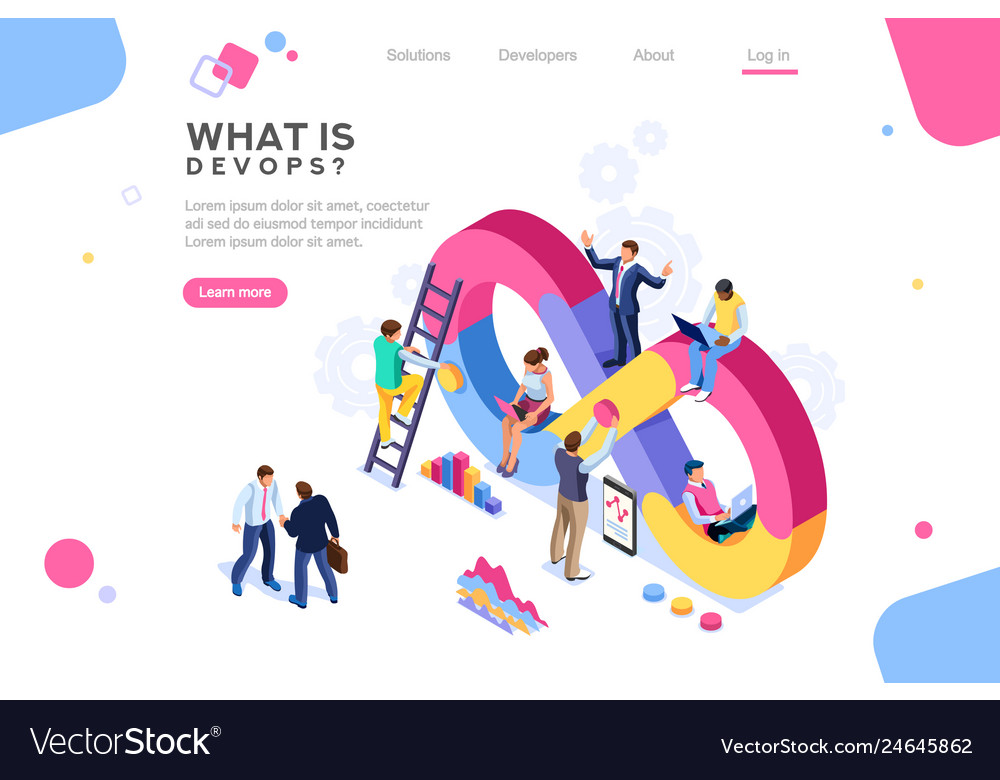 Solutions Developers About Log in
WHAT IS
DEVOPS?
Lorem ipsum dolor sit amet, coectetur
adi sed do eiusmod tempor incididunt
Lorem ipsum dolor sit amet.
Learn more
VectorStock®
VectorStock.com/24645862